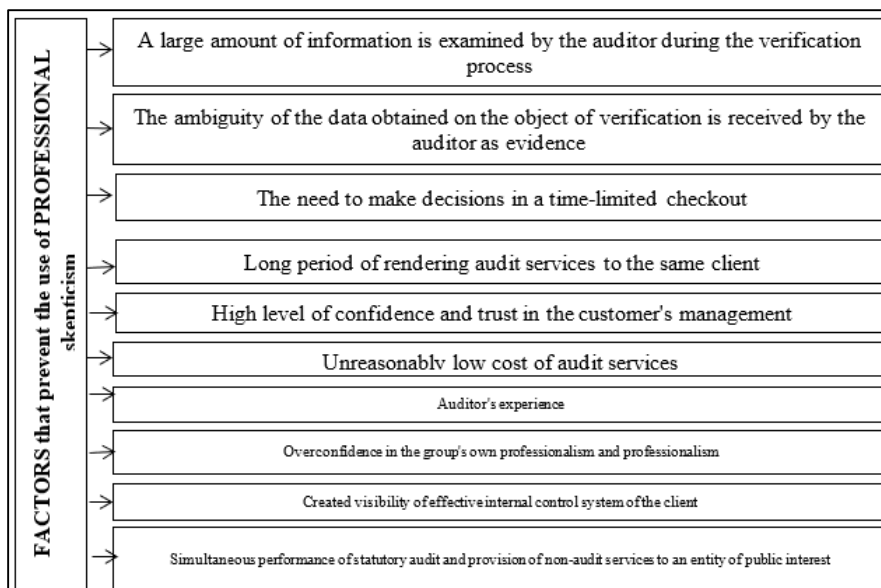 FACTORS that prevent the use of PROFESSIONAL
skenticism
A large amount of information is examined by the auditor during the verification
process
The ambiguity of the data obtained on the object of verification is received by the
auditor as evidence
The need to make decisions in a time-limited checkout
Long period of rendering audit services to the same client
High level of confidence and trust in the customer's management
Unreasonably low cost of audit services
Auditor's experience
Overconfidence in the group's own professionalism and professionalism
Created visibility of effective internal control system of the client
Simultaneous performance of statutory audit and provision of non-audit services to an entity of public interest